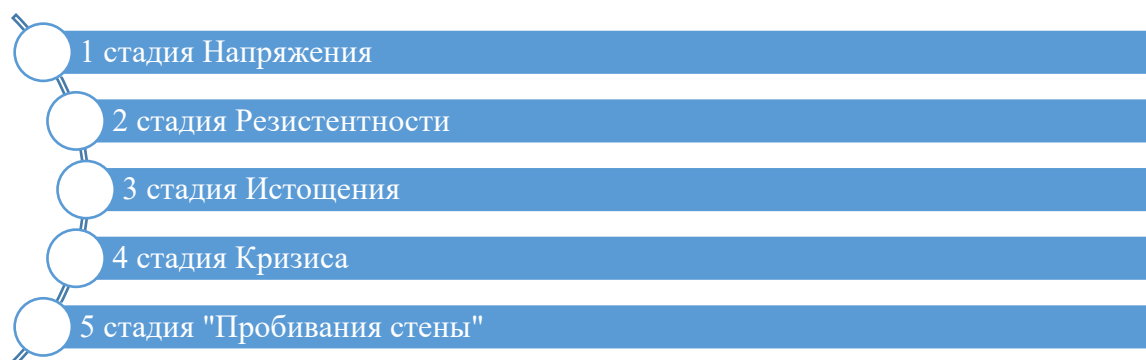 1 стадия Напряжения
2 стадия Резистентности
3 стадия Истощения
4 стадия Кризиса
5 стадия "Пробивания стены"